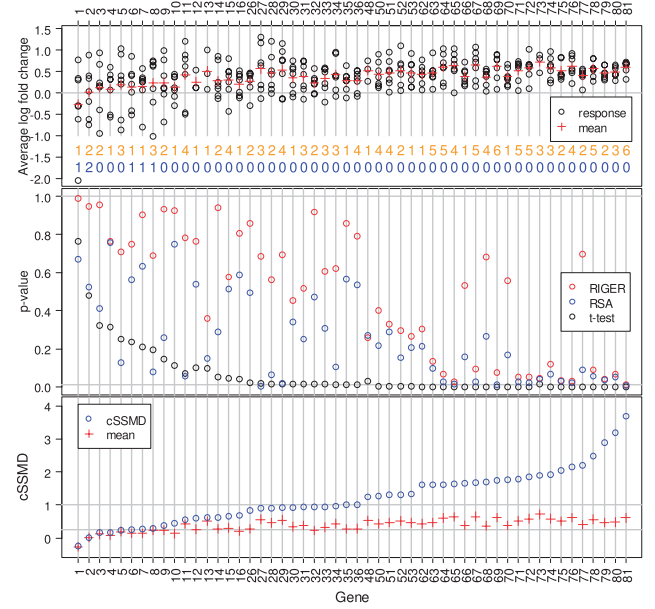 1 2 3 4 5 6 7 8 9 10 11 12 13 14 15 16 26 27 28 29 30 31 32 33 34 35 36 48 50 51 52 53 62 63 64 65 66 67 68 69 70 71 72 73 74 75 76 77 78 79 80 81
Average log fold change
1.5
1.0
0.5
0.0
-0.5
-1.0
-1.5
-2.0
response
mean
1 2 2 1 3 1 1 3 2 1 4 1 1 2 1 1 2 3 2 4 1 1 2 2 2 1 1 2 4 4 2 1 1 5 5 4 1 5 4 6 1 5 5 3 3 2 4 2 5 2 3 6
1 2 0 0 0 1 1 1 0 0 0 0 0 0 0 0 0 0 0 0 0 0 0 0 0 0 0 0 0 0 0 0 0 0 0 0 0 0 0 0 0 0 0 0 0 0 0 0 0 0 0 0
p-value
1.0
0.8
0.6
0.4
0.2
0.0
RIGER
RSA
t-test
cSSMD
4
3
2
1
0
cSSMD
mean
1 2 3 4 5 6 7 8 9 10 11 12 13 14 15 16 26 27 28 29 30 31 32 33 34 35 36 48 50 51 52 53 62 63 64 65 66 67 68 69 70 71 72 73 74 75 76 77 78 79 80 81
Gene